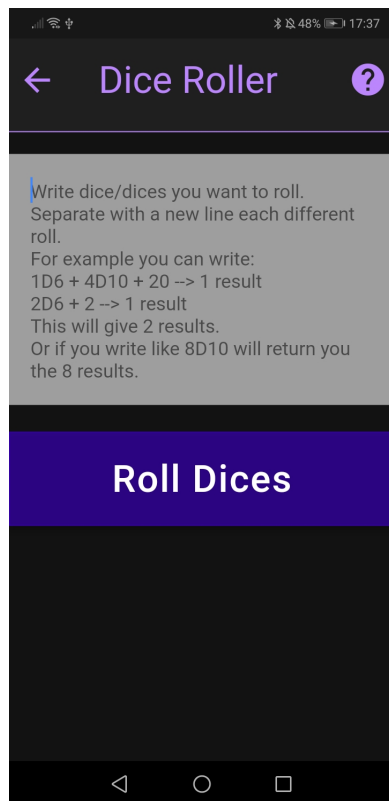 48% 17:37
Dice Roller ?
Write dice/dices you want to roll.
Separate with a new line each different
roll.
For example you can write:
1D6 + 4D10 + 20 --> 1 result
2D6 + 2 --> 1 result
This will give 2 results.
Or if you write like 8D10 will return you
the 8 results.
Roll Dices